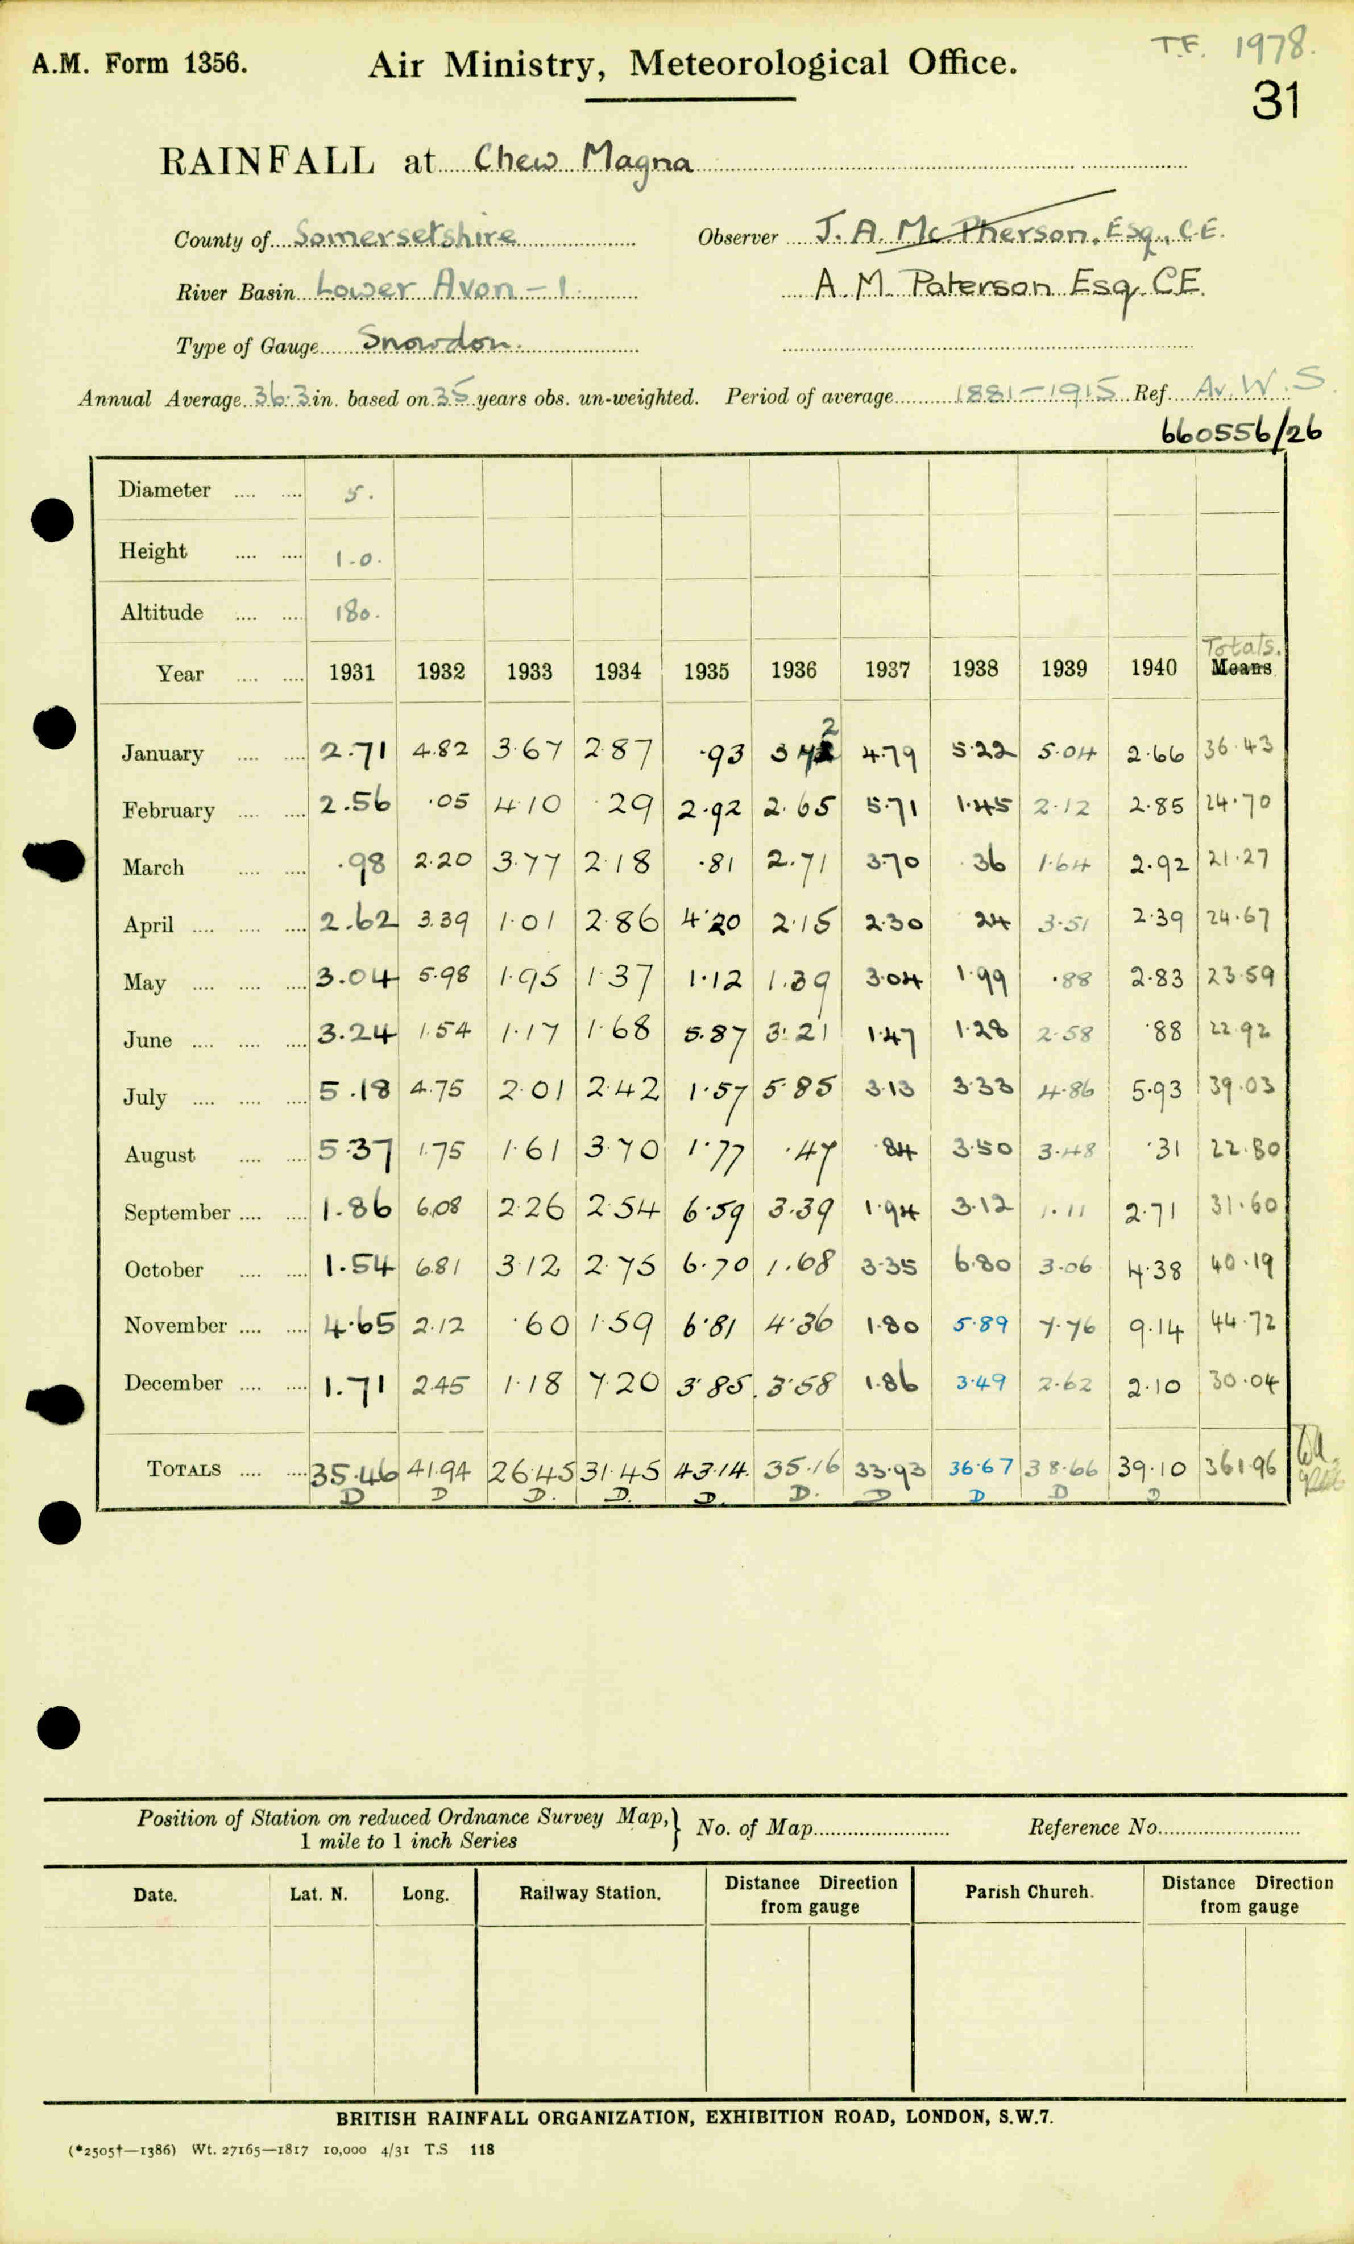 T.F. 1978.
A.M. Form 1356. Air Ministry, Meteorological Office.
31
RAINFALL at Chew Magna
County of Somersetshire Observer J. A. McPherson, Esq., C.E.
River Basin Lower Avon - 1. A. M. Paterson Esq. C.E.
Type of Gauge Snowdon.
Annual Average 36.3 in. based on 35 years obs. un-weighted. Period of average 1881-1915 Ref. Av. W. S.
660556/26
Diameter .... .... 5.
Height .... .... 1.0.
Altitude .... .... 180.
Totals.
Year .... .... 1931 1932 1933 1934 1935 1936 1937 1938 1939 1940 Means
January .... .... 2.71 4.82 3.67 2.87 .93 3.72 4.79 5.22 5.04 2.66 36.43
February .... .... 2.56 .05 4.10 .29 2.92 2.65 5.71 1.45 2.12 2.85 24.70
March .... .... .98 2.20 3.77 2.18 .81 2.71 3.70 .36 1.64 2.92 21.27
April .... .... .... 2.62 3.39 1.01 2.86 4.20 2.15 2.30 .24 3.51 2.39 24.67
May .... .... .... 3.04 5.98 1.95 1.37 1.12 1.39 3.04 1.99 .88 2.83 23.59
June .... .... .... 3.24 1.54 1.17 1.68 5.87 3.21 1.47 1.28 2.58 .88 22.92
July .... .... .... 5.18 4.75 2.01 2.42 1.57 5.85 3.13 3.33 4.86 5.93 39.03
August .... .... 5.37 1.75 1.61 3.70 1.77 .47 .84 3.50 3.48 .31 22.80
September .... .... 1.86 6.08 2.26 2.54 6.59 3.39 1.94 3.12 1.11 2.71 31.60
October .... .... 1.54 6.81 3.12 2.75 6.70 1.68 3.35 6.80 3.06 4.38 40.19
November .... .... 4.65 2.12 .60 1.59 6.81 4.36 1.80 5.89 7.76 9.14 44.72
December .... .... 1.71 2.45 1.18 7.20 3.85 3.58 1.86 3.49 2.62 2.10 30.04
TOTALS .... .... 35.46 41.94 26.45 31.45 43.14 35.16 33.93 36.67 38.66 39.10 361.96
D D D. D. D. D. D D D D
Position of Station on reduced Ordnance Survey Map,} No. of Map Reference No.
1 mile to 1 inch Series
Date. Lat. N. Long. Railway Station. Distance Direction from gauge Parish Church. Distance Direction from gauge
BRITISH RAINFALL ORGANIZATION, EXHIBITION ROAD, LONDON, S.W.7.
(*2505†—1386) Wt. 27165—1817 10,000 4/31 T.S 118